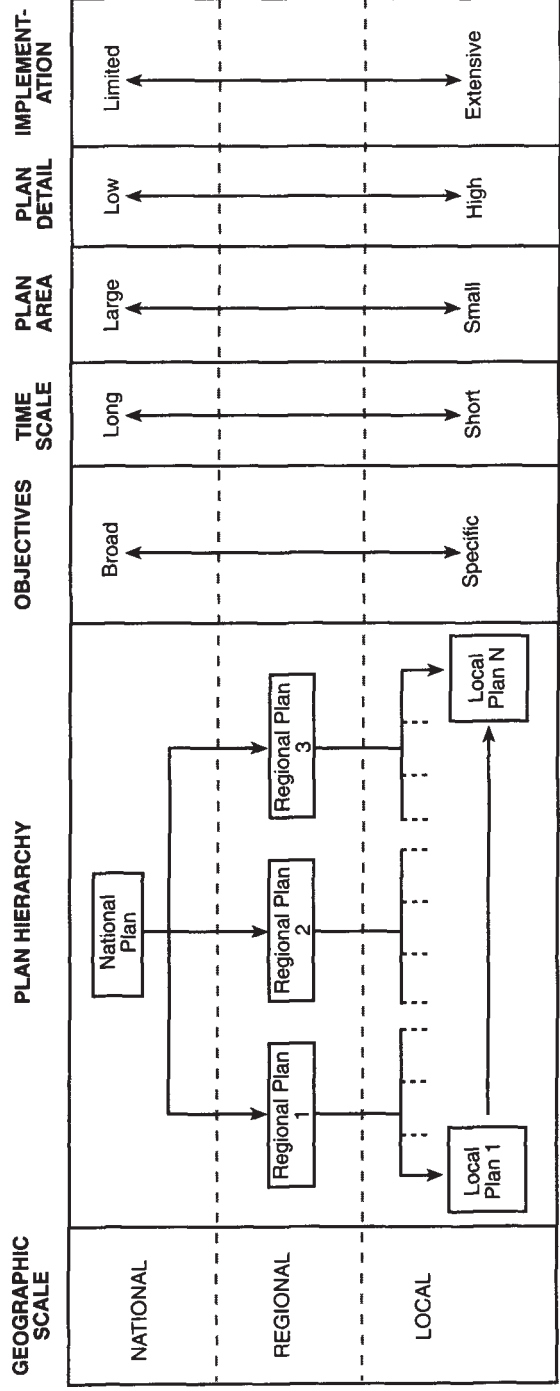 GEOGRAPHIC
SCALE
PLAN HIERARCHY
OBJECTIVES
TIME
SCALE
PLAN
AREA
PLAN
DETAIL
IMPLEMENT-
ATION
NATIONAL
National
Plan
Broad
Long
Large
Low
Limited
REGIONAL
Regional Plan
1
Regional Plan
2
Regional Plan
3
LOCAL
Local
Plan 1
Local
Plan N
Specific
Short
Small
High
Extensive